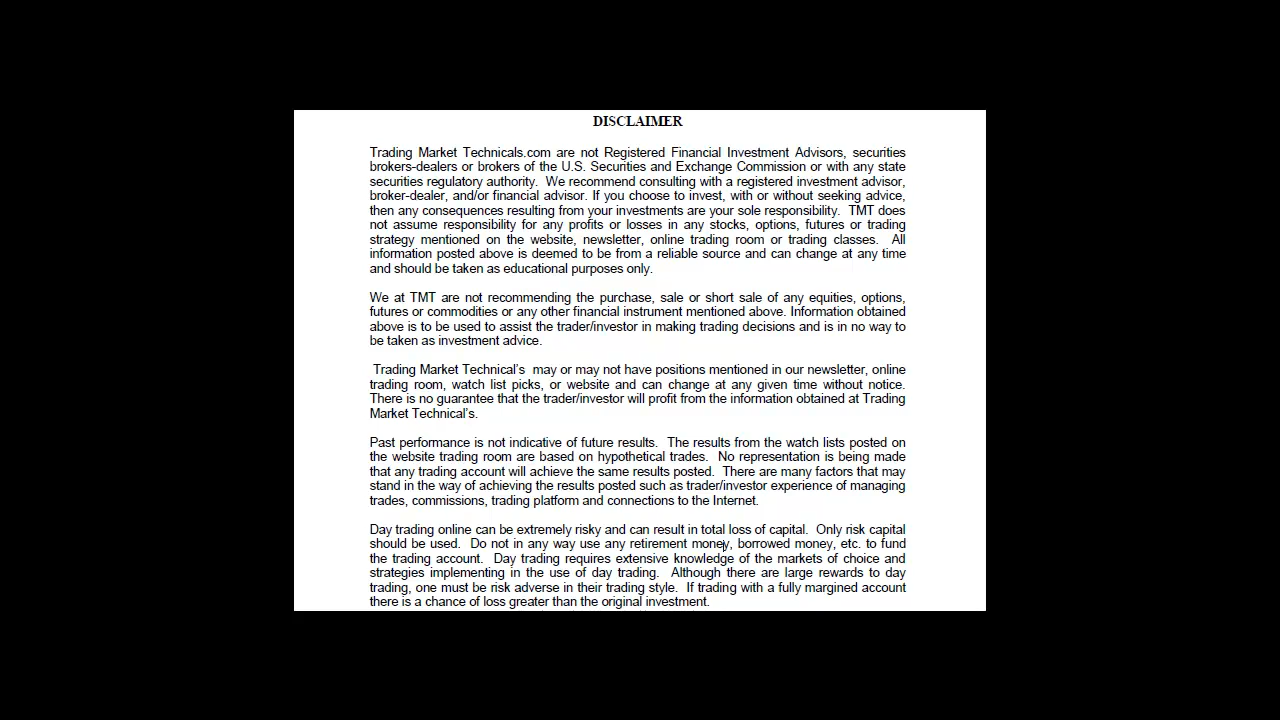 DISCLAIMER
Trading Market Technicals.com are not Registered Financial Investment Advisors, securities
brokers-dealers or brokers of the U.S. Securities and Exchange Commission or with any state
securities regulatory authority.  We recommend consulting with a registered investment advisor,
broker-dealer, and/or financial advisor. If you choose to invest, with or without seeking advice,
then any consequences resulting from your investments are your sole responsibility.  TMT does
not assume responsibility for any profits or losses in any stocks, options, futures or trading
strategy mentioned on the website, newsletter, online trading room or trading classes.  All
information posted above is deemed to be from a reliable source and can change at any time
and should be taken as educational purposes only.
We at TMT are not recommending the purchase, sale or short sale of any equities, options,
futures or commodities or any other financial instrument mentioned above. Information obtained
above is to be used to assist the trader/investor in making trading decisions and is in no way to
be taken as investment advice.
Trading Market Technical’s  may or may not have positions mentioned in our newsletter, online
trading room, watch list picks, or website and can change at any given time without notice.
There is no guarantee that the trader/investor will profit from the information obtained at Trading
Market Technical’s.
Past performance is not indicative of future results.  The results from the watch lists posted on
the website trading room are based on hypothetical trades.  No representation is being made
that any trading account will achieve the same results posted.  There are many factors that may
stand in the way of achieving the results posted such as trader/investor experience of managing
trades, commissions, trading platform and connections to the Internet.
Day trading online can be extremely risky and can result in total loss of capital.  Only risk capital
should be used.  Do not in any way use any retirement money, borrowed money, etc. to fund
the trading account.  Day trading requires extensive knowledge of the markets of choice and
strategies implementing in the use of day trading.  Although there are large rewards to day
trading, one must be risk adverse in their trading style.  If trading with a fully margined account
there is a chance of loss greater than the original investment.